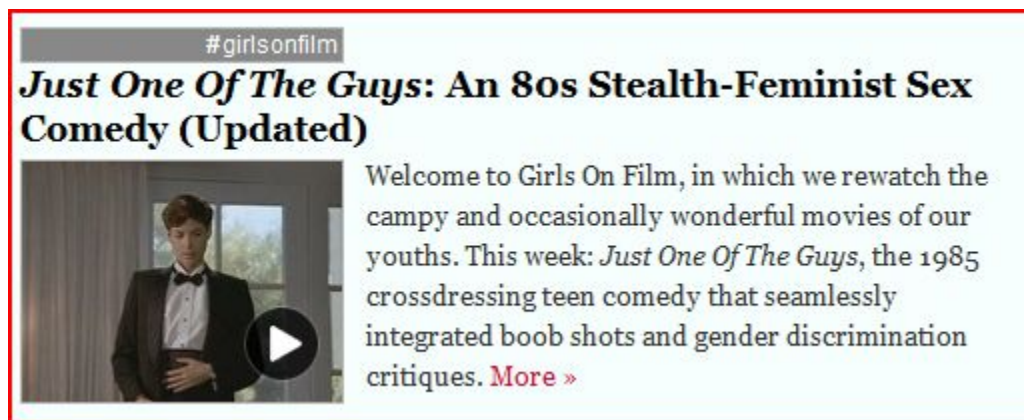 #girlsonfilm
Just One Of The Guys: An 80s Stealth-Feminist Sex
Comedy (Updated)
Welcome to Girls On Film, in which we rewatch the
campy and occasionally wonderful movies of our
youths. This week: Just One Of The Guys, the 1985
crossdressing teen comedy that seamlessly
integrated boob shots and gender discrimination
critiques. More »